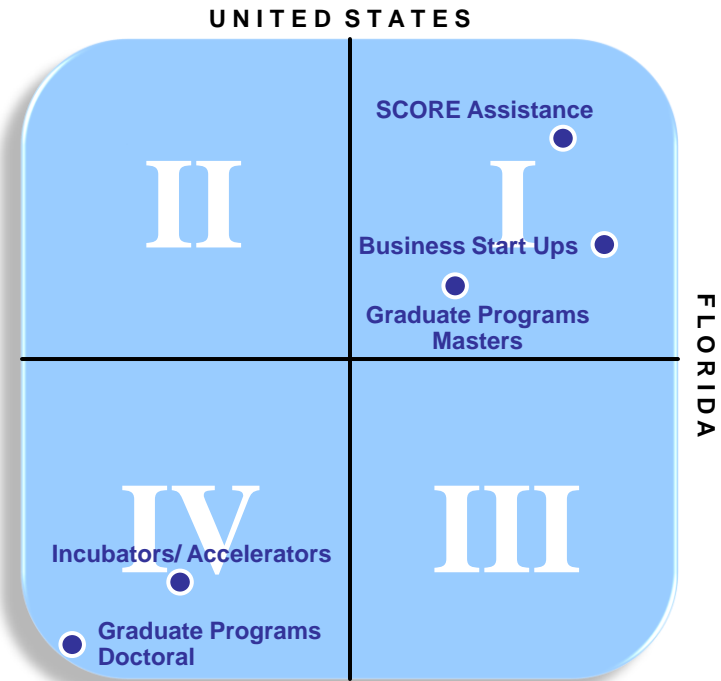 UNITED STATES
SCORE Assistance
II
I
Business Start Ups
Graduate Programs
Masters
FLORIDA
IV
III
Incubators/ Accelerators
Graduate Programs
Doctoral